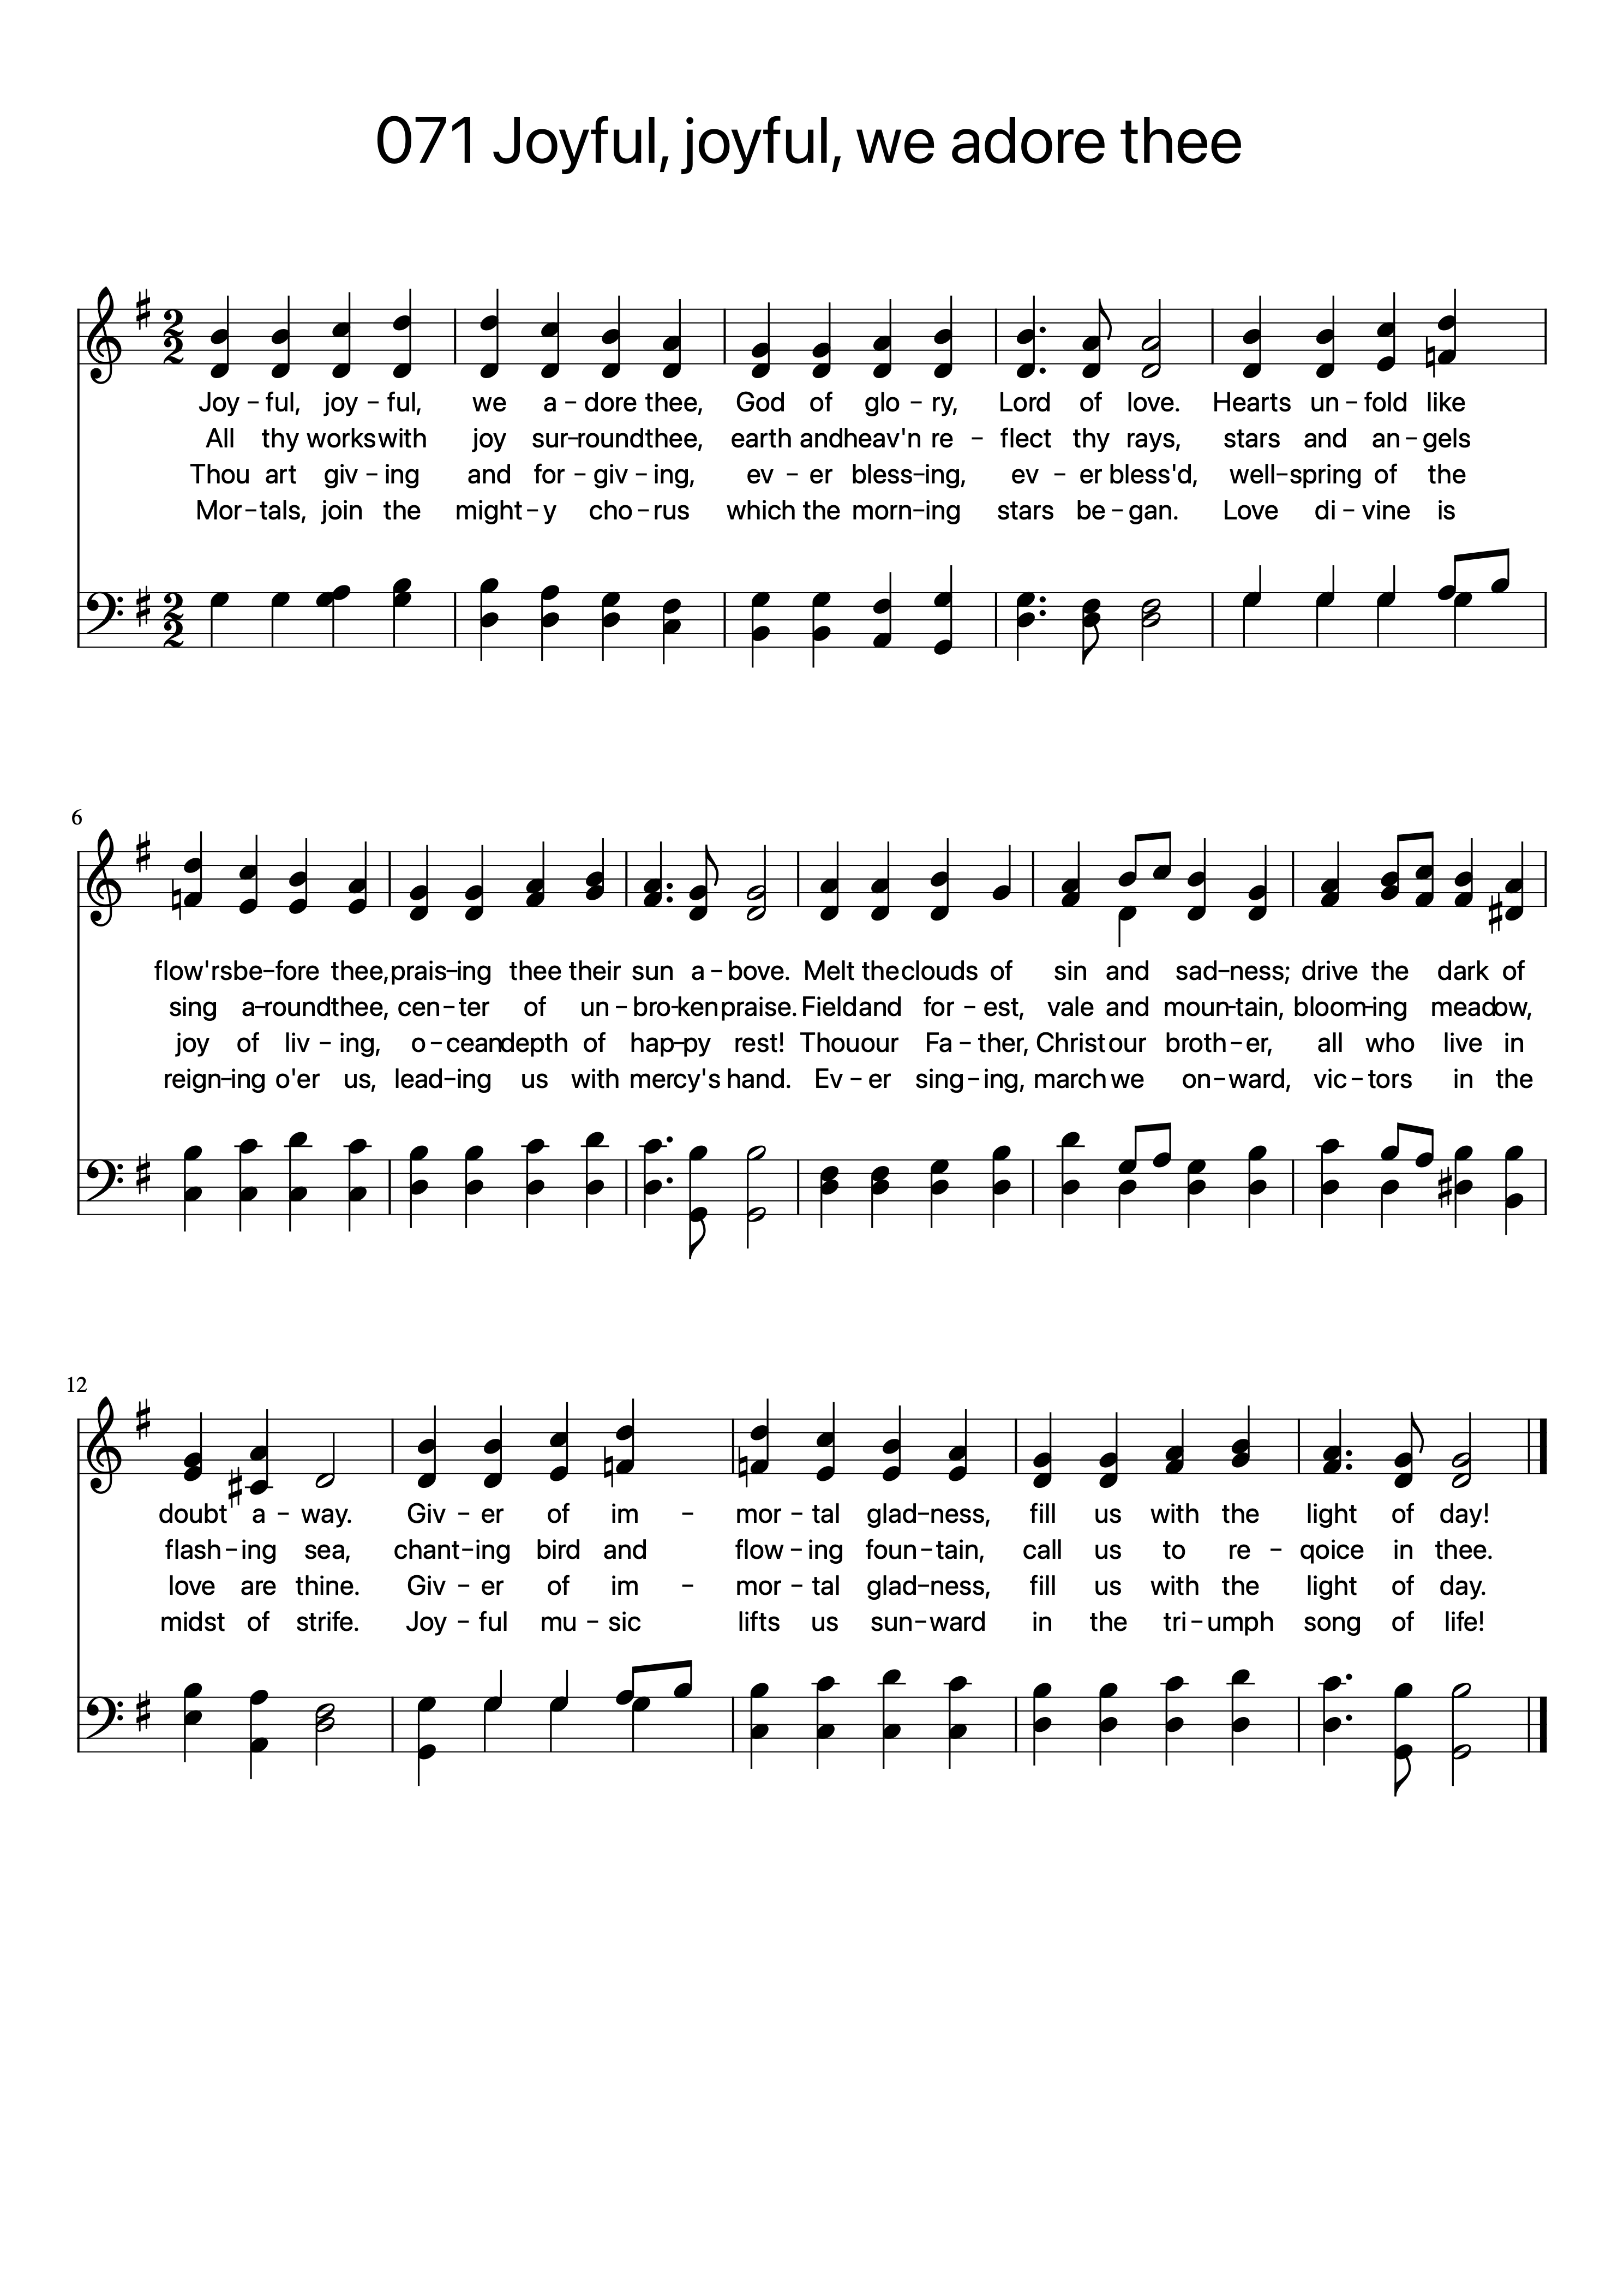 071 Joyful, joyful, we adore thee
2
2
Joy – ful, joy – ful, we a – dore thee, God of glo – ry, Lord of love. Hearts un – fold like
All thy works with joy sur – round thee, earth and heav'n re – flect thy rays, stars and an – gels
Thou art giv – ing and for – giv – ing, ev – er bless – ing, ev – er bless'd, well – spring of the
Mor – tals, join the might – y cho – rus which the morn – ing stars be – gan. Love di – vine is
2
2
6
flow'rs be – fore thee, prais – ing thee their sun a – bove. Melt the clouds of sin and sad – ness; drive the dark of
sing a – round thee, cen – ter of un – bro – ken praise. Field and for – est, vale and moun – tain, bloom – ing meadow,
joy of liv – ing, o – cean depth of hap – py rest! Thou our Fa – ther, Christ our broth – er, all who live in
reign – ing o'er us, lead – ing us with mercy's hand. Ev – er sing – ing, march we on – ward, vic – tors in the
12
doubt a – way. Giv – er of im – mor – tal glad – ness, fill us with the light of day!
flash – ing sea, chant – ing bird and flow – ing foun – tain, call us to re – qoice in thee.
love are thine. Giv – er of im – mor – tal glad – ness, fill us with the light of day.
midst of strife. Joy – ful mu – sic lifts us sun – ward in the tri – umph song of life!